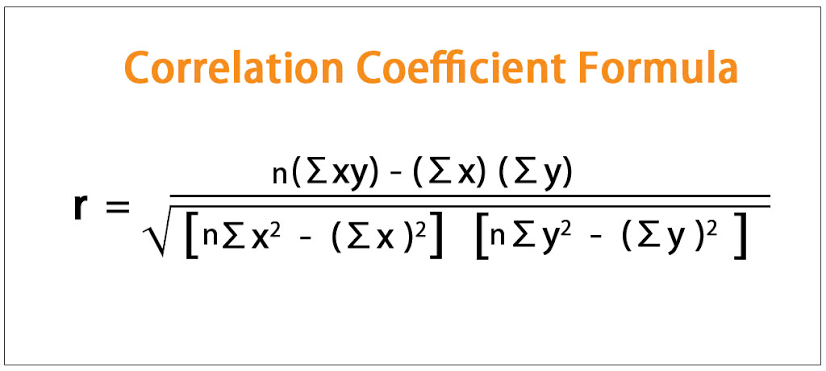 Correlation Coefficient Formula
r = n(Σxy) - (Σx) (Σy)
√[nΣx² - (Σx)²] [nΣy² - (Σy)²]